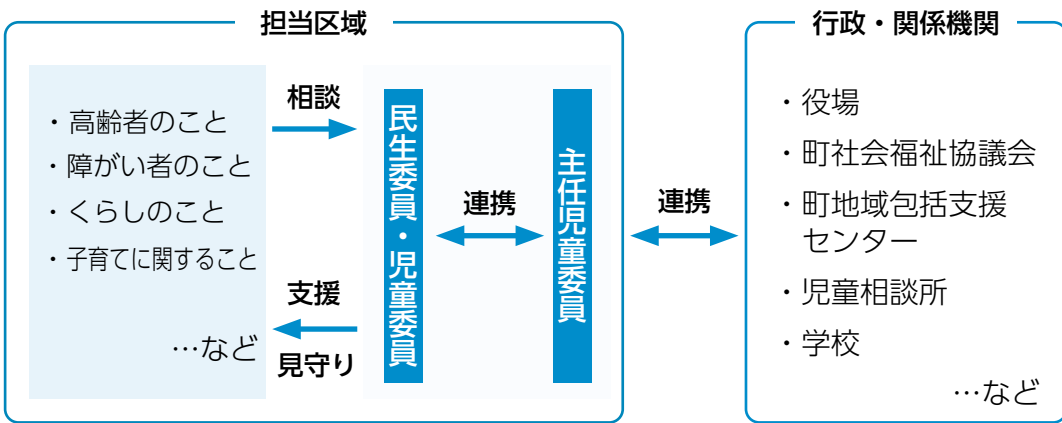 担当区域
・高齢者のこと
・障がい者のこと
・くらしのこと
・子育てに関すること
…など
相談
支援
見守り
民生委員・児童委員
連携
主任児童委員
連携
行政・関係機関
・役場
・町社会福祉協議会
・町地域包括支援
センター
・児童相談所
・学校
…など